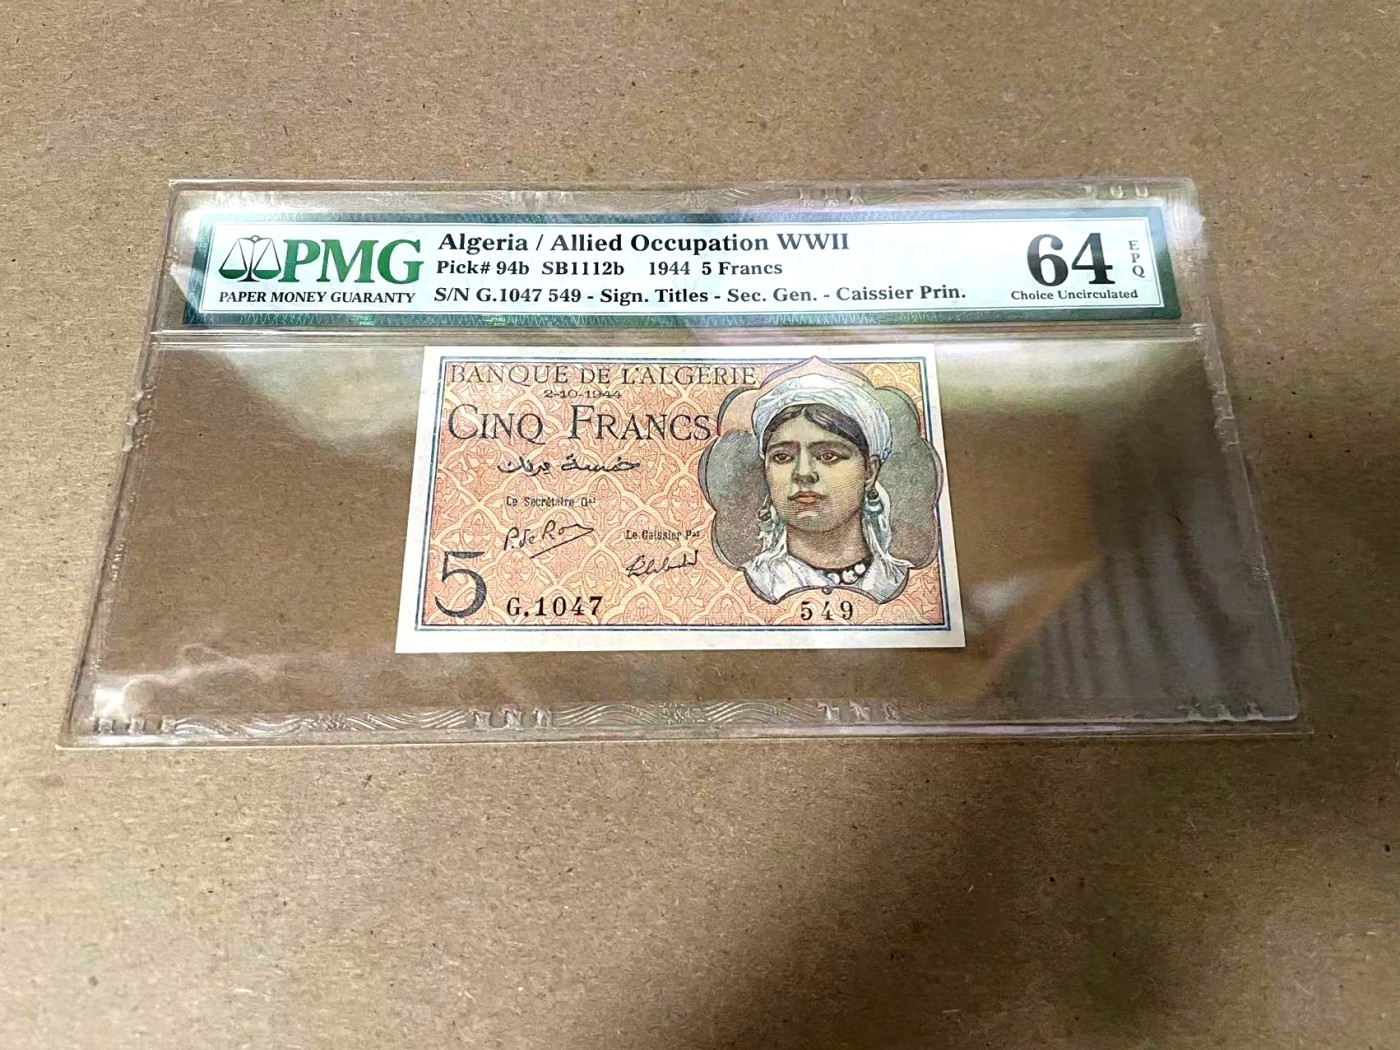 PMG
PAPER MONEY GUARANTY
Algeria / Allied Occupation WWII
Pick# 94b SB1112b 1944 5 Francs
S/N G.1047 549 - Sign. Titles - Sec. Gen. - Caissier Prin.
64
EPQ
Choice Uncirculated
BANQUE DE L'ALGÉRIE
2-10-1944
CINQ FRANCS
خمسة فرنك
Le Secrétaire Gal
Le Caissier Pal
5
G.1047
549